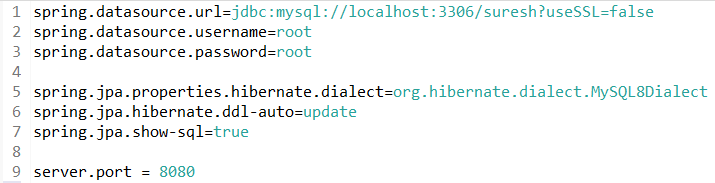 1 spring.datasource.url=jdbc:mysql://localhost:3306/suresh?useSSL=false
2 spring.datasource.username=root
3 spring.datasource.password=root
4
5 spring.jpa.properties.hibernate.dialect=org.hibernate.dialect.MySQL8Dialect
6 spring.jpa.hibernate.ddl-auto=update
7 spring.jpa.show-sql=true
8
9 server.port = 8080